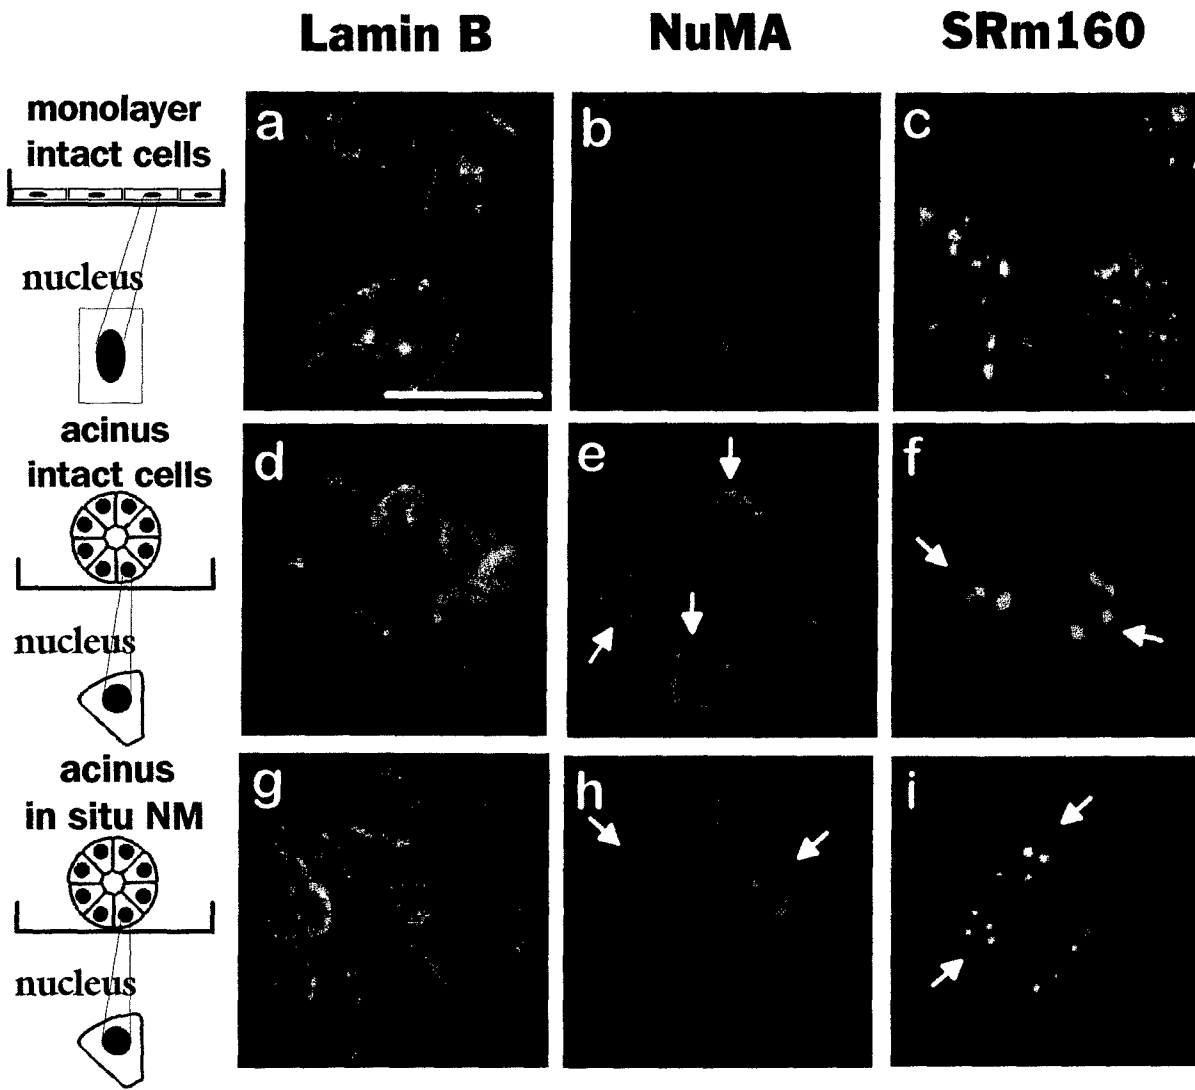 Lamin B NuMA SRm160
monolayer
intact cells
a b c
nucleus
acinus
intact cells
d e f
nucleus
acinus
in situ NM
g h i
nucleus